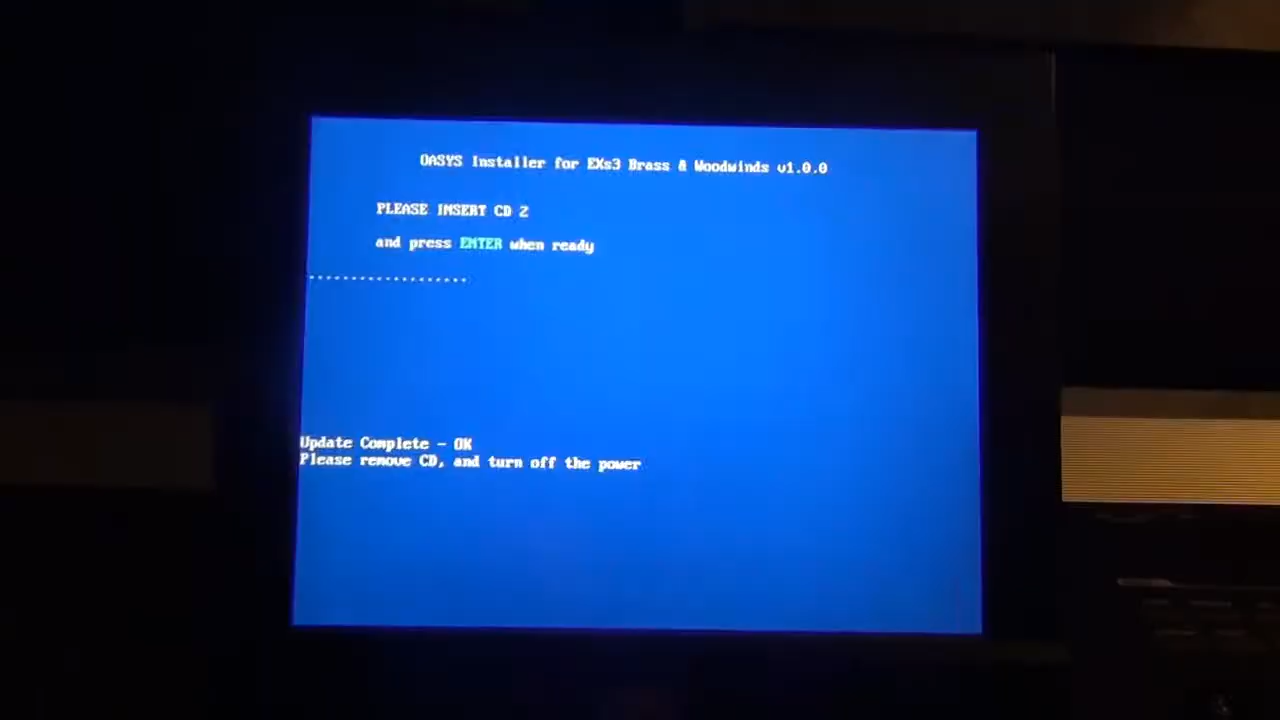 OASYS Installer for EXs3 Brass & Woodwinds v1.0.0
PLEASE INSERT CD 2
and press ENTER when ready
...................
Update Complete - OK
Please remove CD, and turn off the power